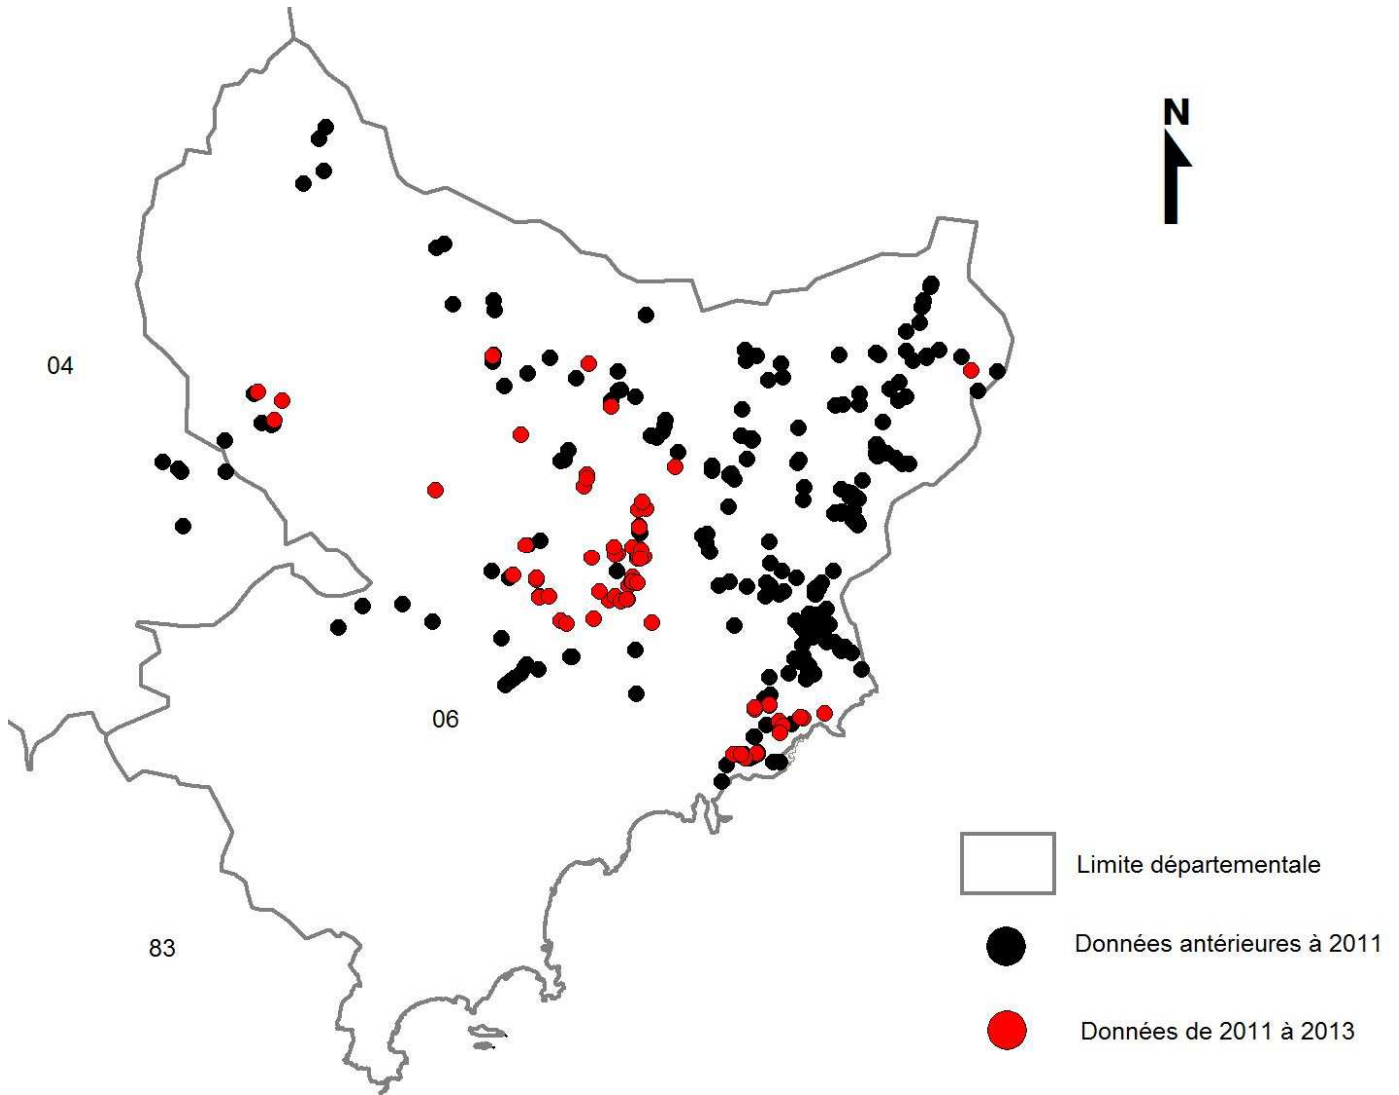 N
04
06
83
Limite départementale
Données antérieures à 2011
Données de 2011 à 2013